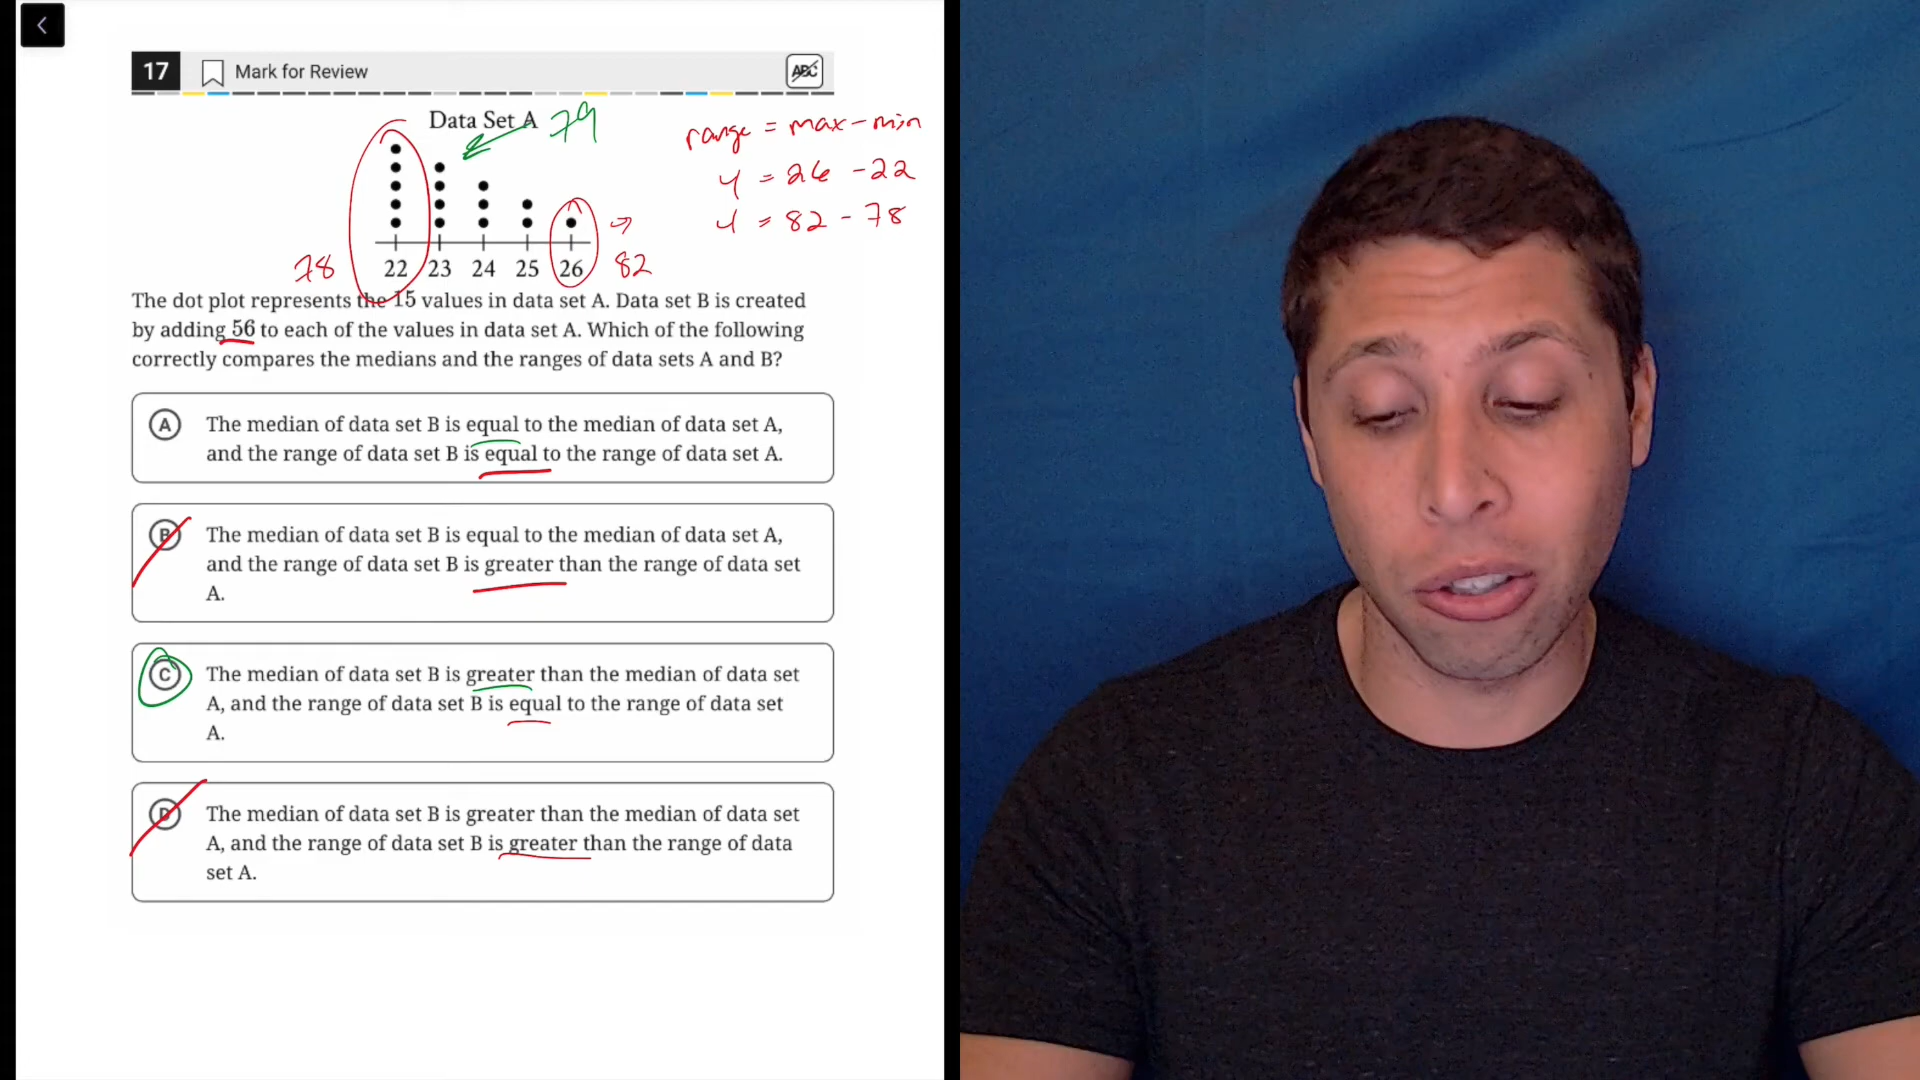 17 Mark for Review ABC
Data Set A 79
range = max - min
4 = 26 - 22
4 = 82 - 78
78 22 23 24 25 26 82
The dot plot represents the 15 values in data set A. Data set B is created
by adding 56 to each of the values in data set A. Which of the following
correctly compares the medians and the ranges of data sets A and B?
A The median of data set B is equal to the median of data set A,
and the range of data set B is equal to the range of data set A.
B The median of data set B is equal to the median of data set A,
and the range of data set B is greater than the range of data set
A.
C The median of data set B is greater than the median of data set
A, and the range of data set B is equal to the range of data set
A.
D The median of data set B is greater than the median of data set
A, and the range of data set B is greater than the range of data
set A.